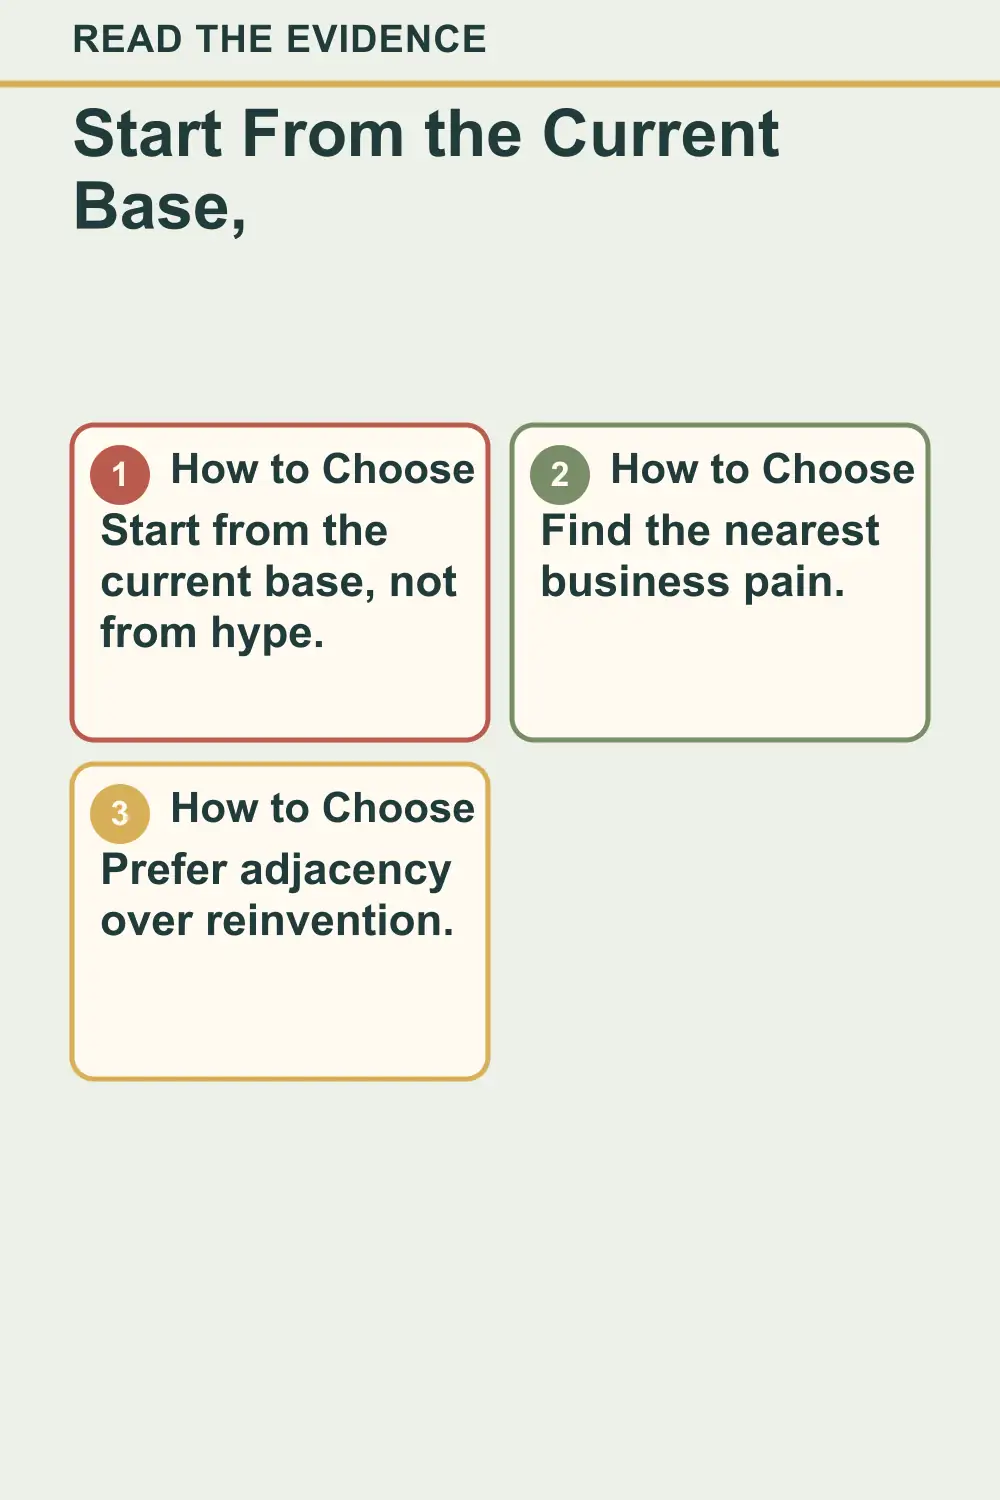 READ THE EVIDENCE
Start From the Current
Base,
1 How to Choose
Start from the
current base, not
from hype.
2 How to Choose
Find the nearest
business pain.
3 How to Choose
Prefer adjacency
over reinvention.